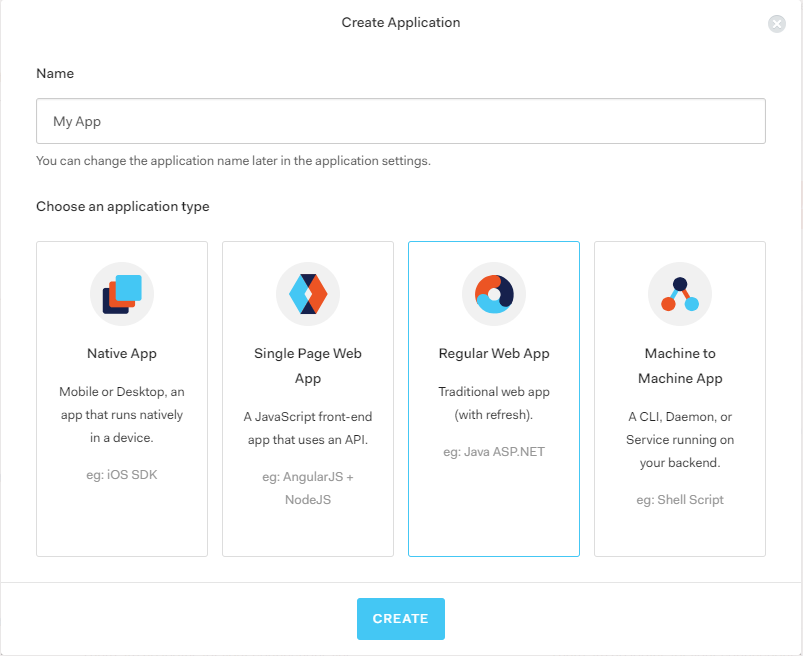 Create Application
Name
My App
You can change the application name later in the application settings.
Choose an application type
Native App
Mobile or Desktop, an
app that runs natively
in a device.
eg: iOS SDK
Single Page Web
App
A JavaScript front-end
app that uses an API.
eg: AngularJS +
NodeJS
Regular Web App
Traditional web app
(with refresh).
eg: Java ASP.NET
Machine to
Machine App
A CLI, Daemon, or
Service running on
your backend.
eg: Shell Script
CREATE